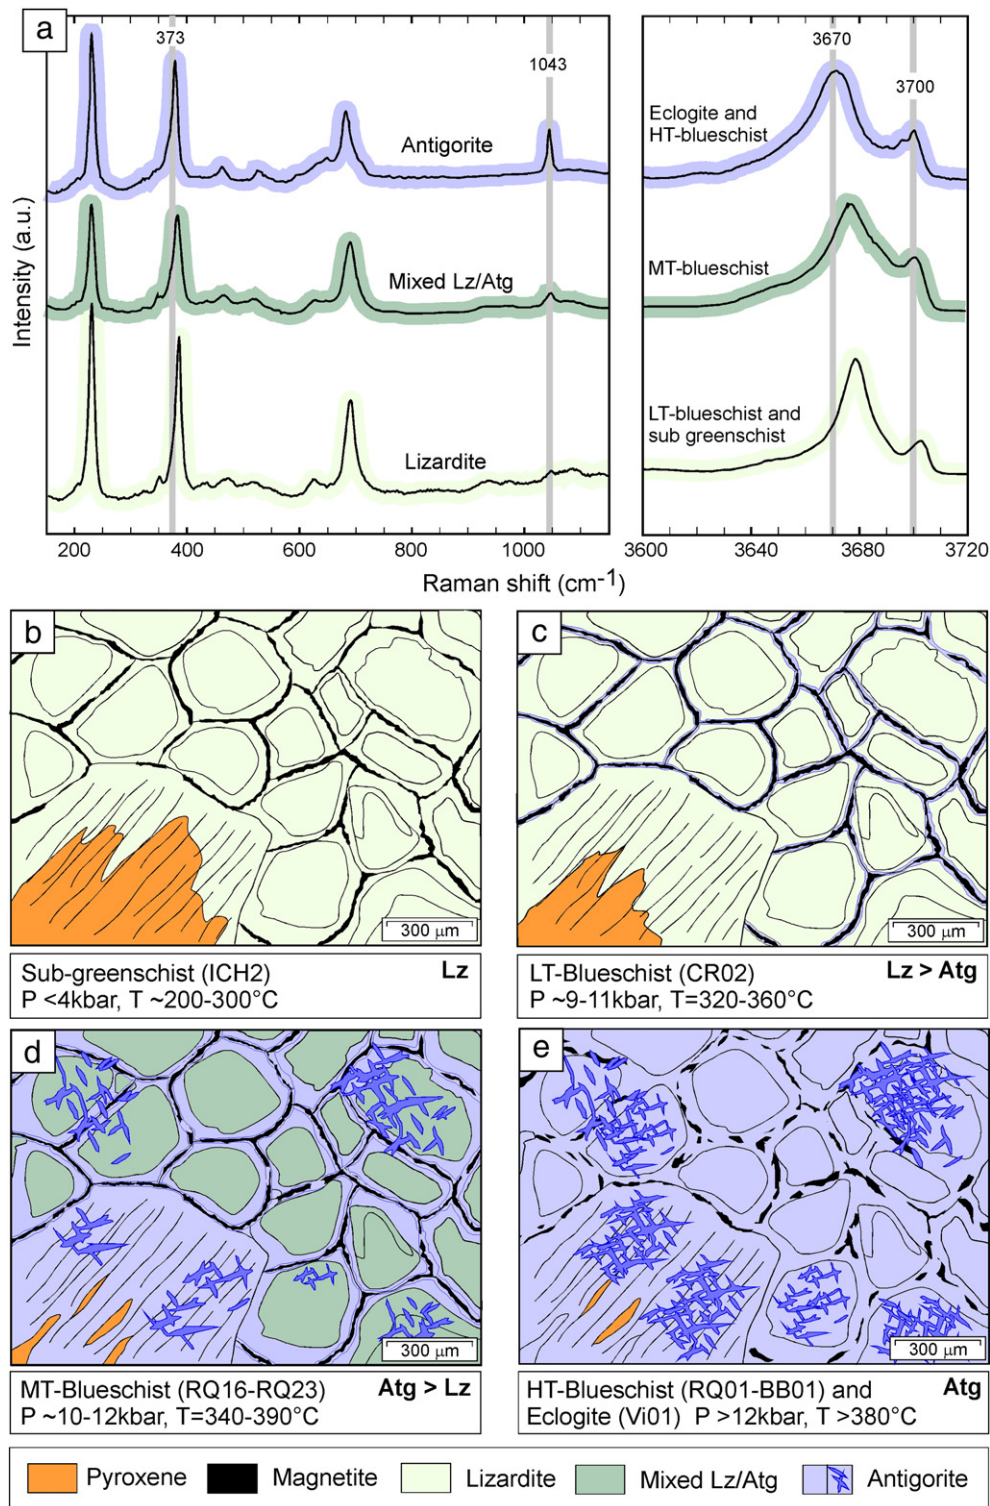 a
373
1043
3670
3700
Antigorite
Eclogite and
HT-blueschist
Mixed Lz/Atg
MT-blueschist
Lizardite
LT-blueschist and
sub greenschist
Intensity (a.u.)
200 400 600 800 1000
3600 3640 3680 3720
Raman shift (cm-1)
b
300 µm
Sub-greenschist (ICH2) Lz
P <4kbar, T ~200-300°C
c
300 µm
LT-Blueschist (CR02) Lz > Atg
P ~9-11kbar, T=320-360°C
d
300 µm
MT-Blueschist (RQ16-RQ23) Atg > Lz
P ~10-12kbar, T=340-390°C
e
300 µm
HT-Blueschist (RQ01-BB01) and Atg
Eclogite (Vi01) P >12kbar, T >380°C
Pyroxene Magnetite Lizardite Mixed Lz/Atg Antigorite